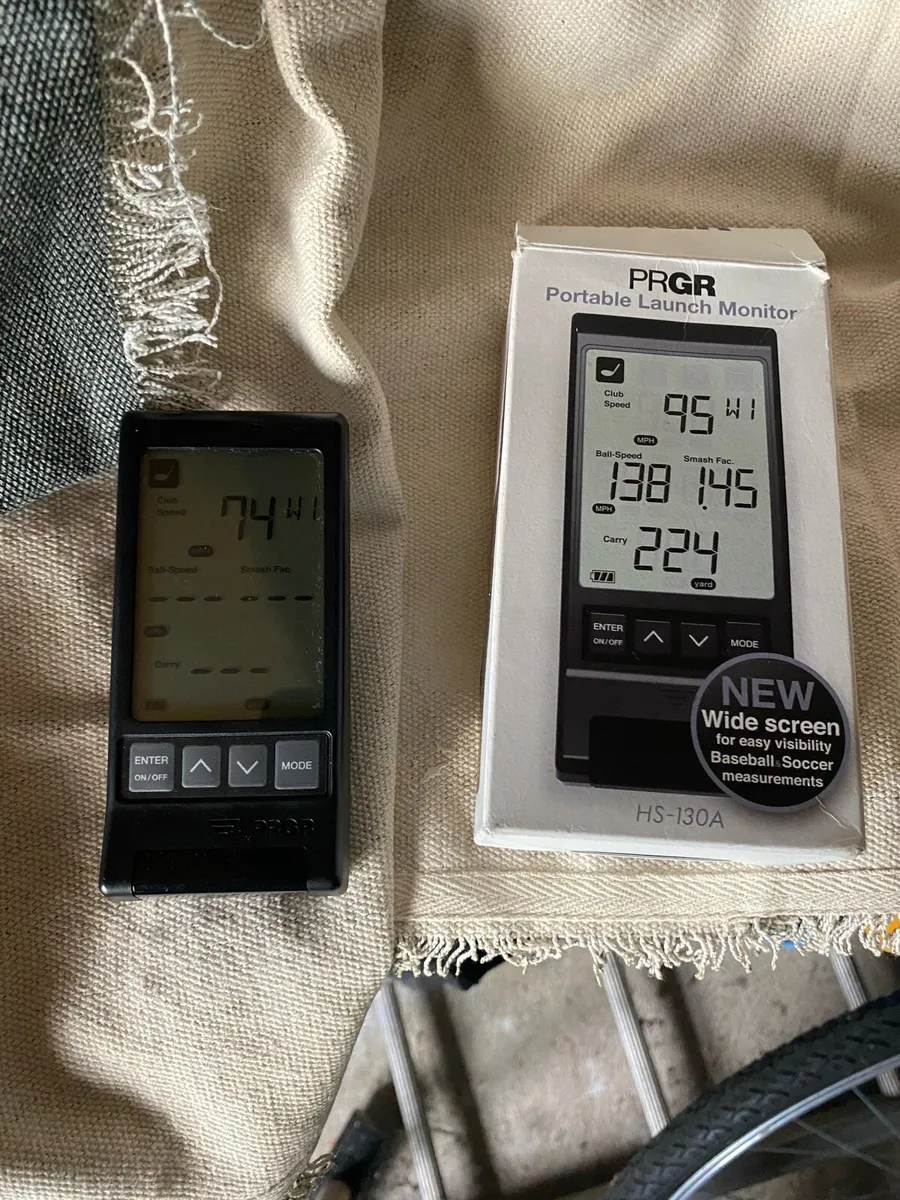 Club
Speed
74 W1
Ball-Speed Smash Fac.
--- ---
Carry ---
ENTER
ON/OFF
MODE
PRGR
PRGR
Portable Launch Monitor
Club
Speed
95 W1
MPH
Ball-Speed Smash Fac.
138 1.45
MPH
Carry 224
yard
ENTER
ON/OFF
MODE
NEW
Wide screen
for easy visibility
Baseball Soccer
measurements
HS-130A